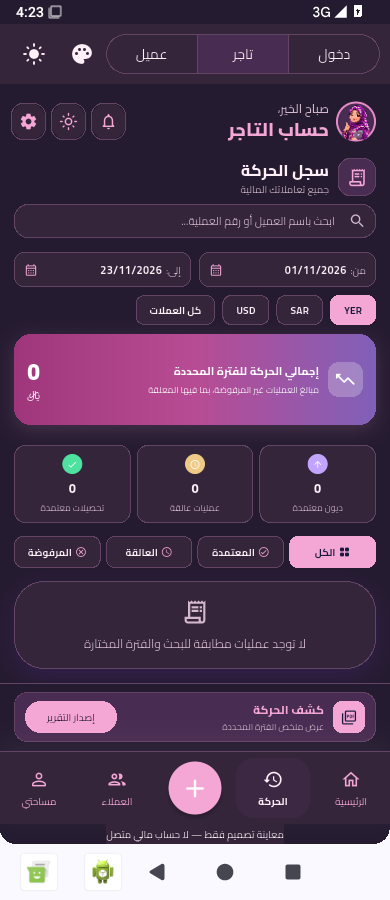 4:23
3G
دخول
تاجر
عميل
صباح الخير،
حساب التاجر
سجل الحركة
جميع تعاملاتك المالية
ابحث باسم العميل أو رقم العملية...
من: 01/11/2026
إلى: 23/11/2026
YER
SAR
USD
كل العملات
إجمالي الحركة للفترة المحددة
مبالغ العمليات غير المرفوضة، بما فيها المعلقة
0
﷼
0
ديون معتمدة
0
عمليات عالقة
0
تحصيلات معتمدة
الكل
المعتمدة
العالقة
المرفوضة
لا توجد عمليات مطابقة للبحث والفترة المختارة
كشف الحركة
عرض ملخص الفترة المحددة
إصدار التقرير
الرئيسية
الحركة
العملاء
مساحتي
معاينة تصميم فقط — لا حساب مالي متصل